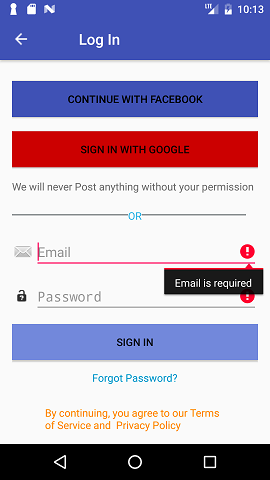 10:13
Log In
CONTINUE WITH FACEBOOK
SIGN IN WITH GOOGLE
We will never Post anything without your permission
OR
Email
Email is required
Password
SIGN IN
Forgot Password?
By continuing, you agree to our Terms
of Service and Privacy Policy